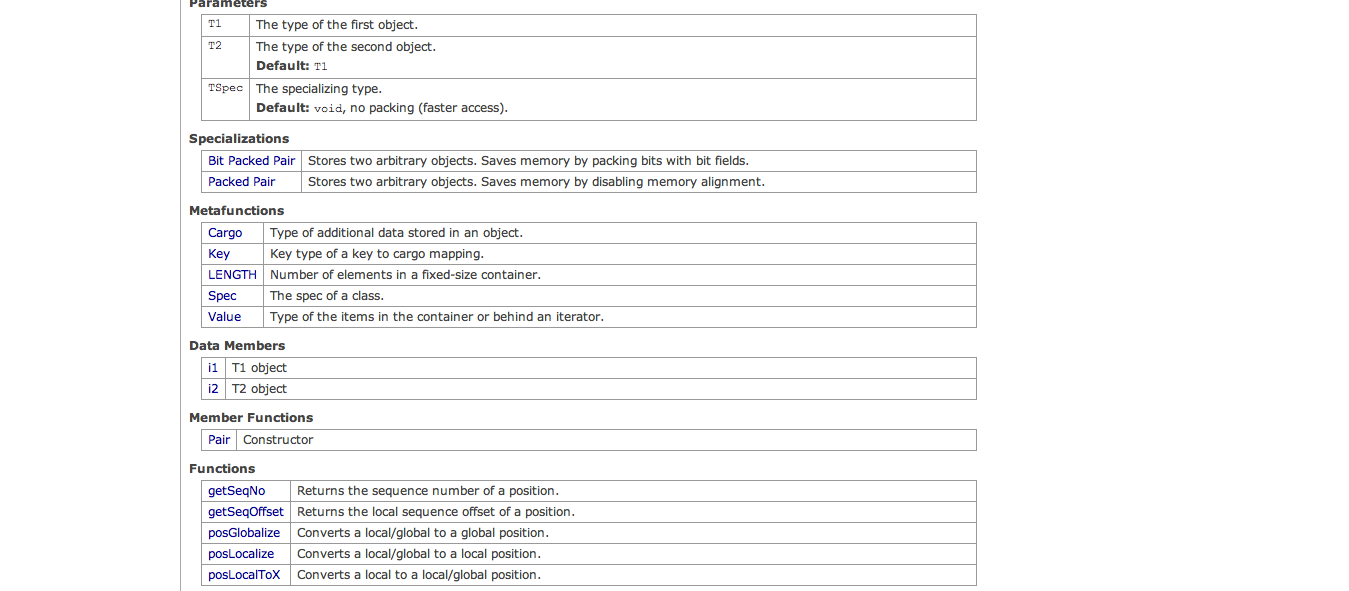 Parameters
T1 The type of the first object.
T2 The type of the second object.
Default: T1
TSpec The specializing type.
Default: void, no packing (faster access).
Specializations
Bit Packed Pair Stores two arbitrary objects. Saves memory by packing bits with bit fields.
Packed Pair Stores two arbitrary objects. Saves memory by disabling memory alignment.
Metafunctions
Cargo Type of additional data stored in an object.
Key Key type of a key to cargo mapping.
LENGTH Number of elements in a fixed-size container.
Spec The spec of a class.
Value Type of the items in the container or behind an iterator.
Data Members
i1 T1 object
i2 T2 object
Member Functions
Pair Constructor
Functions
getSeqNo Returns the sequence number of a position.
getSeqOffset Returns the local sequence offset of a position.
posGlobalize Converts a local/global to a global position.
posLocalize Converts a local/global to a local position.
posLocalToX Converts a local to a local/global position.